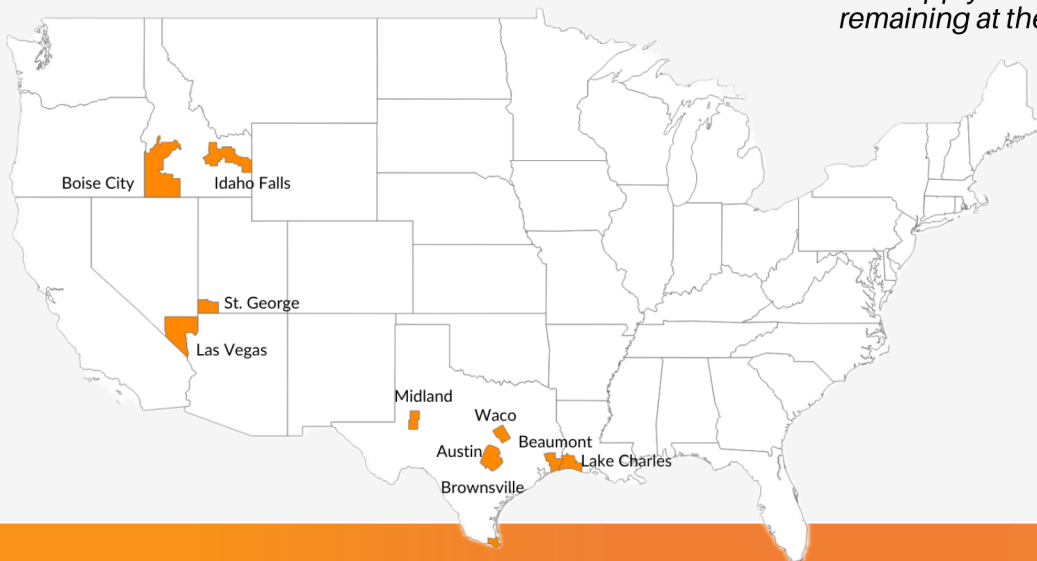 remaining at the
Boise City
Idaho Falls
St. George
Las Vegas
Midland
Waco
Austin
Beaumont
Lake Charles
Brownsville